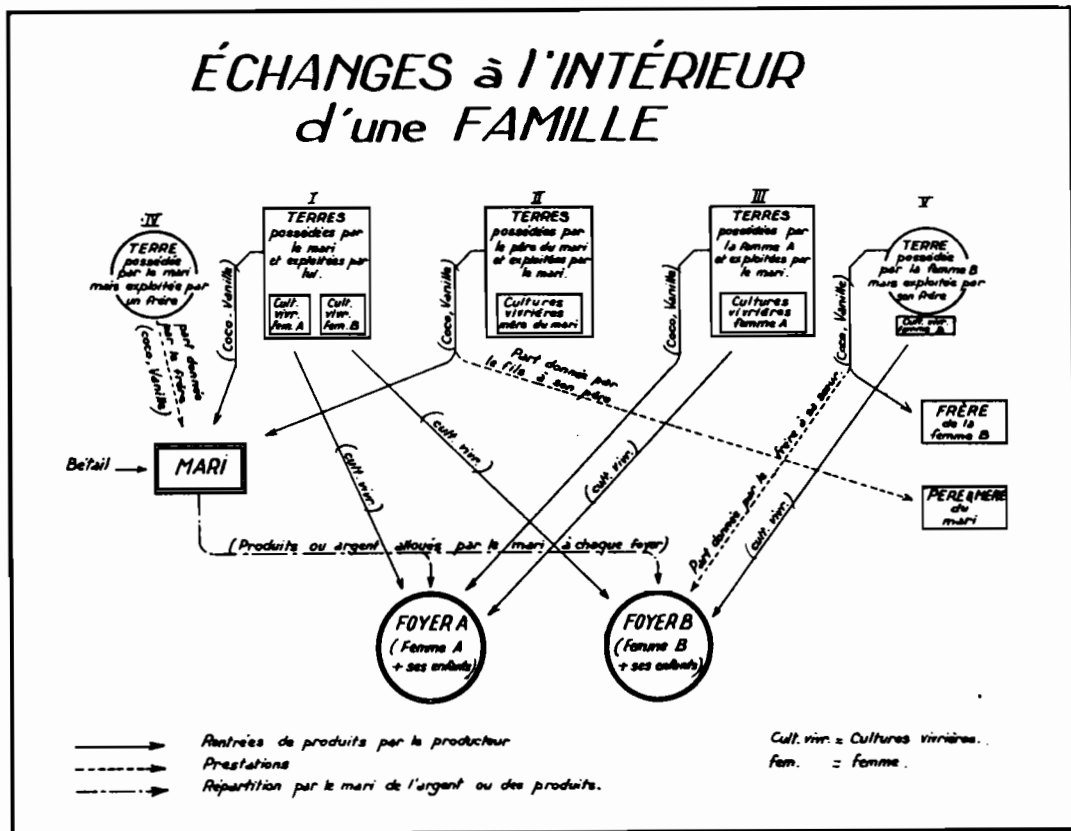 ÉCHANGES à l'INTÉRIEUR
d'une FAMILLE
IV
TERRE
possédée
par le mari
mais exploitée par
un frère
I
TERRES
possédées par
le mari
et exploitées par
lui.
Cult.
vivr.
fem. A
Cult.
vivr.
fem. B
II
TERRES
possédées par
le père du mari
et exploitées par
le mari.
Cultures
vivrières
mère du mari
III
TERRES
possédées par
la femme A
et exploitées par
le mari.
Cultures
vivrières
femme A
V
TERRE
possédée
par la femme B
mais exploitée par
son frère
Cult. vivr.
femme B
part donnée
par le frère
(coco, Vanille)
(Coco. Vanille)
(Coco, Vanille)
(Coco, Vanille)
(Coco, Vanille)
Part donnée par
le fils à son père
FRÈRE
de la
femme B
Bétail
MARI
(cult. vivr.)
(cult. vivr.)
(cult. vivr.)
Part donnée par le frère à sa sœur
(cult. vivr.)
PÈRE & MÈRE
du
mari
(Produits ou argent alloués par le mari à chaque foyer)
FOYER A
(Femme A
+ ses enfants)
FOYER B
(Femme B
+ ses enfants)
Rentrées de produits par le producteur
Prestations
Répartition par le mari de l'argent ou des produits.
Cult. vivr. = Cultures vivrières.
fem. = femme.